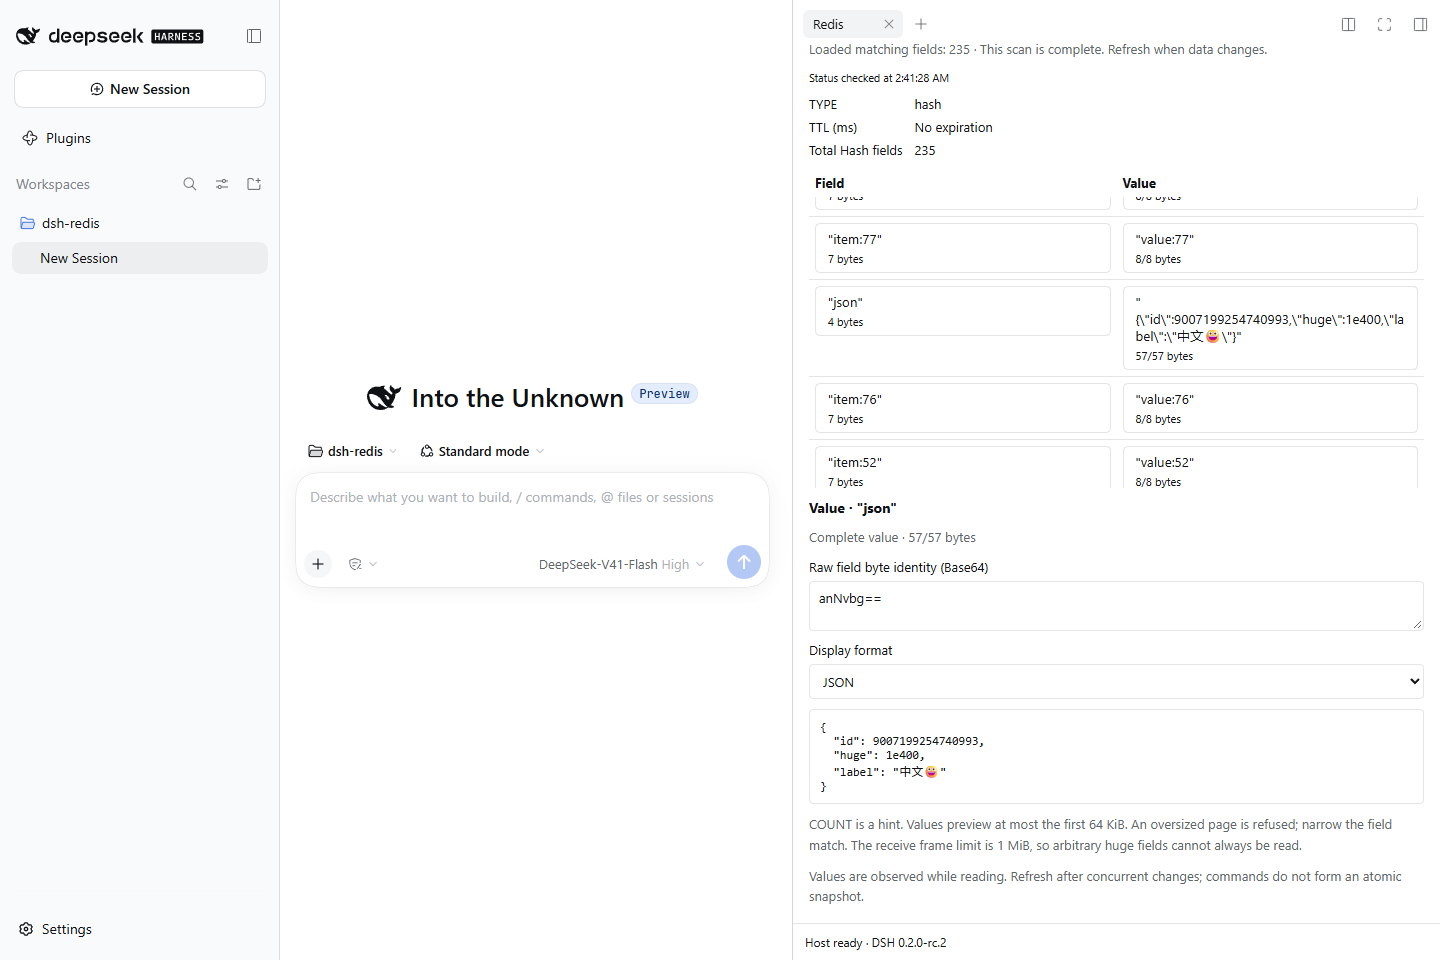 deepseek HARNESS
New Session
Plugins
Workspaces
dsh-redis
New Session
Settings
Into the Unknown Preview
dsh-redis Standard mode
Describe what you want to build, / commands, @ files or sessions
DeepSeek-V41-Flash High
Redis
Loaded matching fields: 235 · This scan is complete. Refresh when data changes.
Status checked at 2:41:28 AM
TYPE hash
TTL (ms) No expiration
Total Hash fields 235
Field Value
7 bytes 8/8 bytes
"item:77" "value:77"
7 bytes 8/8 bytes
"json" "
4 bytes {\"id\":9007199254740993,\"huge\":1e400,\"la
bel\":\"中文😀\"}"
57/57 bytes
"item:76" "value:76"
7 bytes 8/8 bytes
"item:52" "value:52"
7 bytes 8/8 bytes
Value · "json"
Complete value · 57/57 bytes
Raw field byte identity (Base64)
anNvbg==
Display format
JSON
{
"id": 9007199254740993,
"huge": 1e400,
"label": "中文😀"
}
COUNT is a hint. Values preview at most the first 64 KiB. An oversized page is refused; narrow the field
match. The receive frame limit is 1 MiB, so arbitrary huge fields cannot always be read.
Values are observed while reading. Refresh after concurrent changes; commands do not form an atomic
snapshot.
Host ready · DSH 0.2.0-rc.2